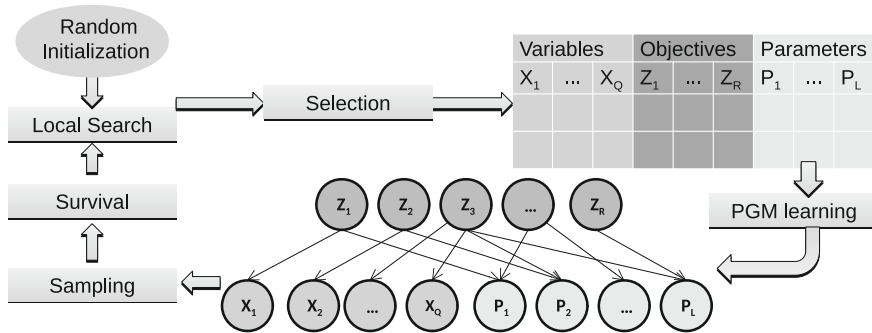 Random
Initialization
Local Search
Selection
Variables Objectives Parameters
X1 ... XQ Z1 ... ZR P1 ... PL
Survival
PGM learning
Z1 Z2 Z3 ... ZR
Sampling
X1 X2 ... XQ P1 P2 ... PL